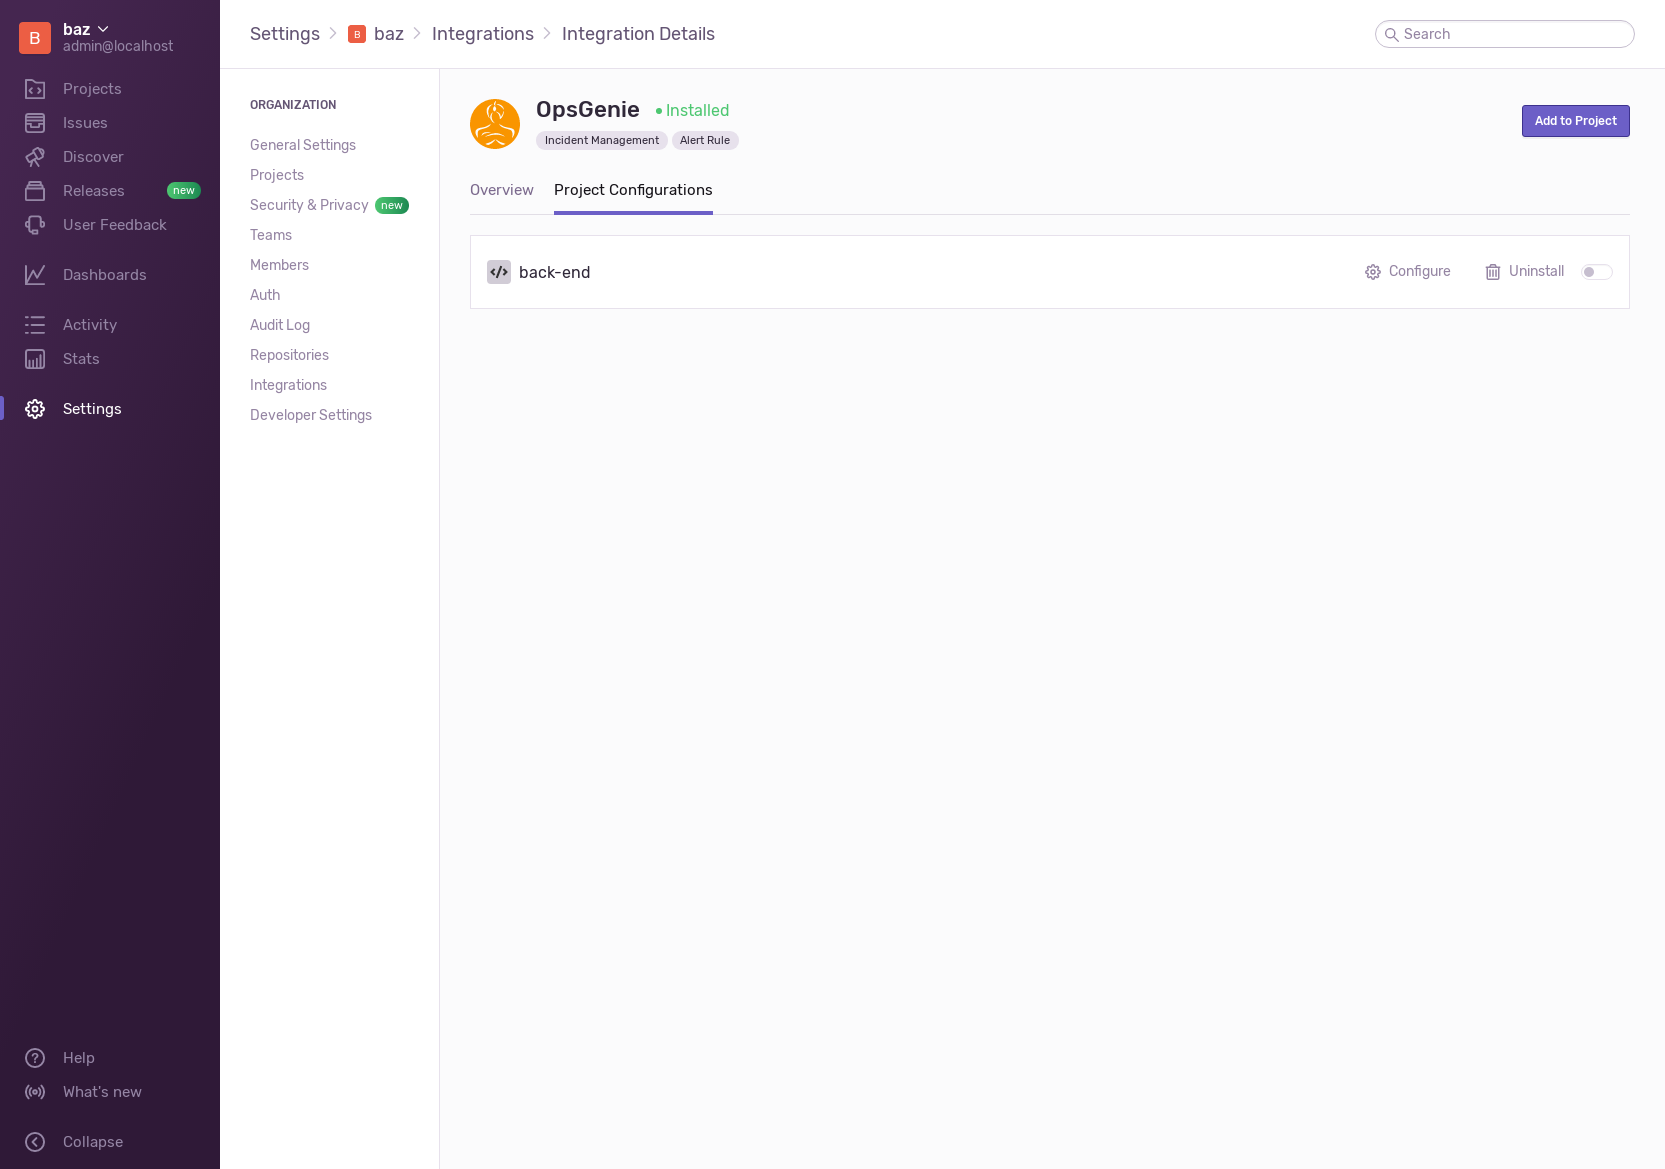 B
baz
admin@localhost
Projects
Issues
Discover
Releases new
User Feedback
Dashboards
Activity
Stats
Settings
Help
What's new
Collapse
Settings B baz Integrations Integration Details
Search
ORGANIZATION
General Settings
Projects
Security & Privacy new
Teams
Members
Auth
Audit Log
Repositories
Integrations
Developer Settings
OpsGenie Installed
Incident Management Alert Rule
Add to Project
Overview Project Configurations
back-end Configure Uninstall